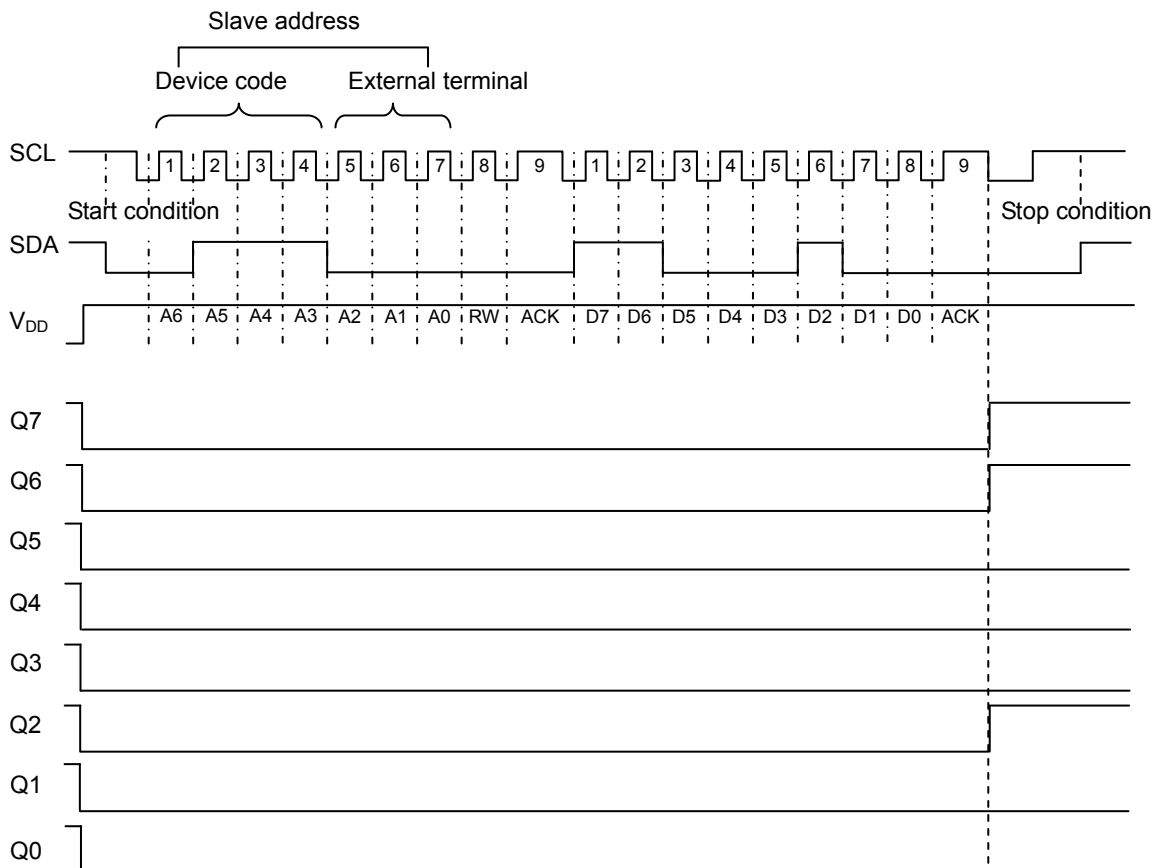 Slave address
Device code External terminal
SCL 1 2 3 4 5 6 7 8 9 1 2 3 4 5 6 7 8 9
Start condition Stop condition
SDA
VDD A6 A5 A4 A3 A2 A1 A0 RW ACK D7 D6 D5 D4 D3 D2 D1 D0 ACK
Q7
Q6
Q5
Q4
Q3
Q2
Q1
Q0